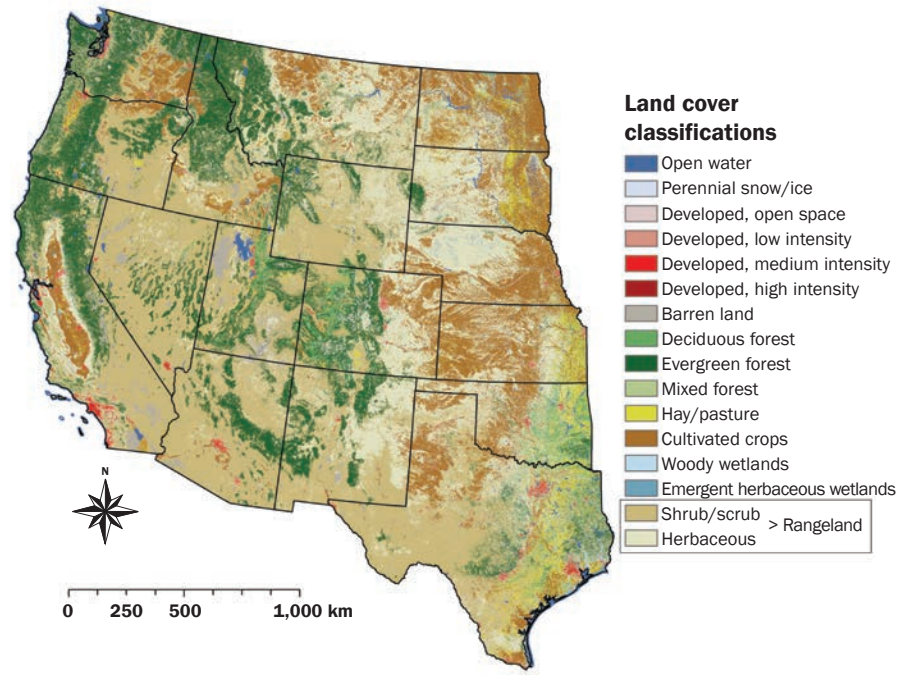 Land cover
classifications
Open water
Perennial snow/ice
Developed, open space
Developed, low intensity
Developed, medium intensity
Developed, high intensity
Barren land
Deciduous forest
Evergreen forest
Mixed forest
Hay/pasture
Cultivated crops
Woody wetlands
Emergent herbaceous wetlands
Shrub/scrub
> Rangeland
Herbaceous
N
0 250 500 1,000 km